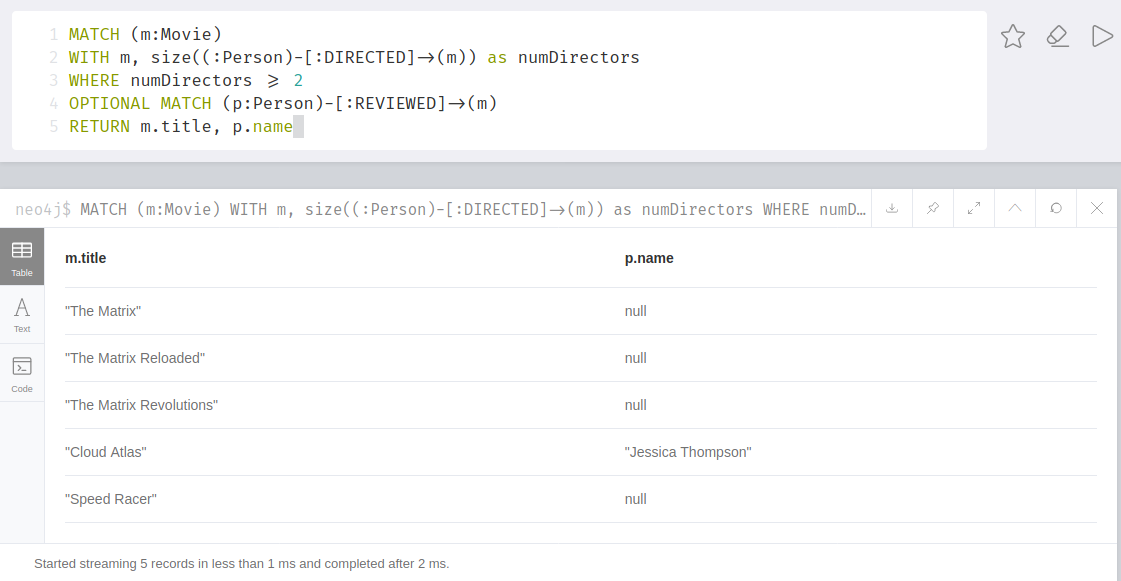 1 MATCH (m:Movie)
2 WITH m, size((:Person)-[:DIRECTED]->(m)) as numDirectors
3 WHERE numDirectors >= 2
4 OPTIONAL MATCH (p:Person)-[:REVIEWED]->(m)
5 RETURN m.title, p.name
neo4j$ MATCH (m:Movie) WITH m, size((:Person)-[:DIRECTED]->(m)) as numDirectors WHERE numD…
Table
Text
Code
m.title p.name
"The Matrix" null
"The Matrix Reloaded" null
"The Matrix Revolutions" null
"Cloud Atlas" "Jessica Thompson"
"Speed Racer" null
Started streaming 5 records in less than 1 ms and completed after 2 ms.